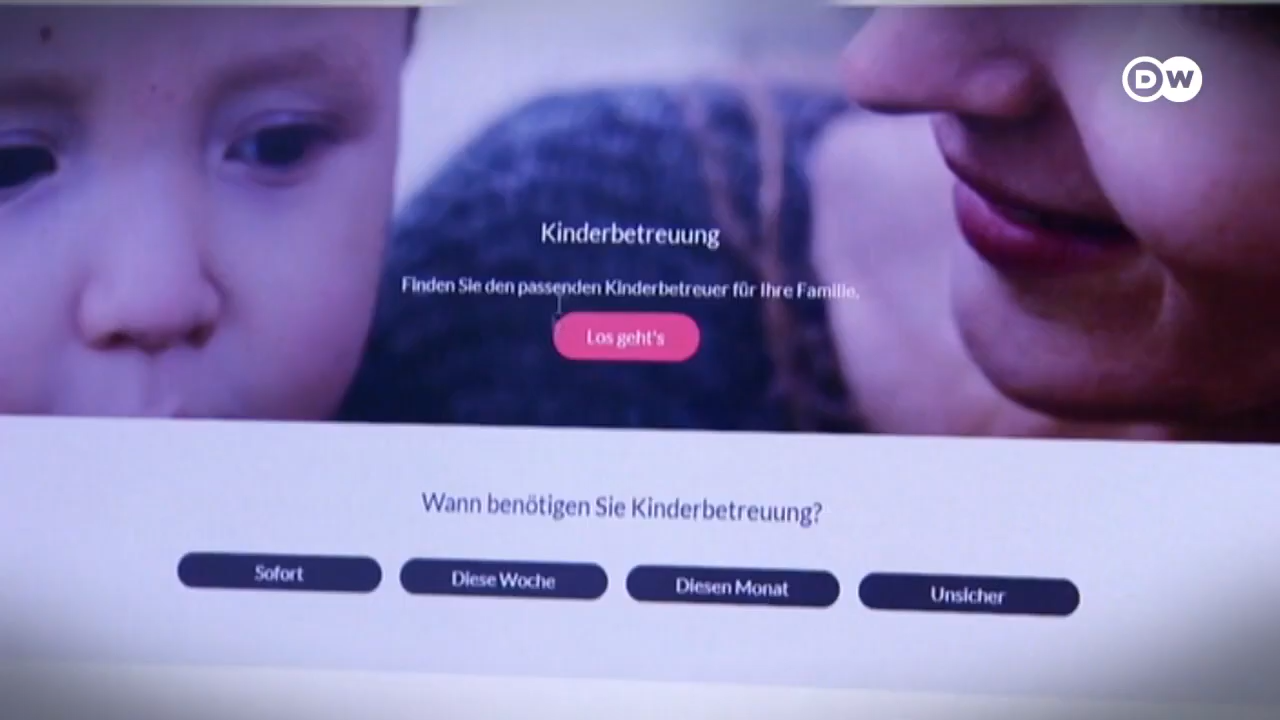 DW
Kinderbetreuung
Finden Sie den passenden Kinderbetreuer für Ihre Familie.
Los geht's
Wann benötigen Sie Kinderbetreuung?
Sofort
Diese Woche
Diesen Monat
Unsicher